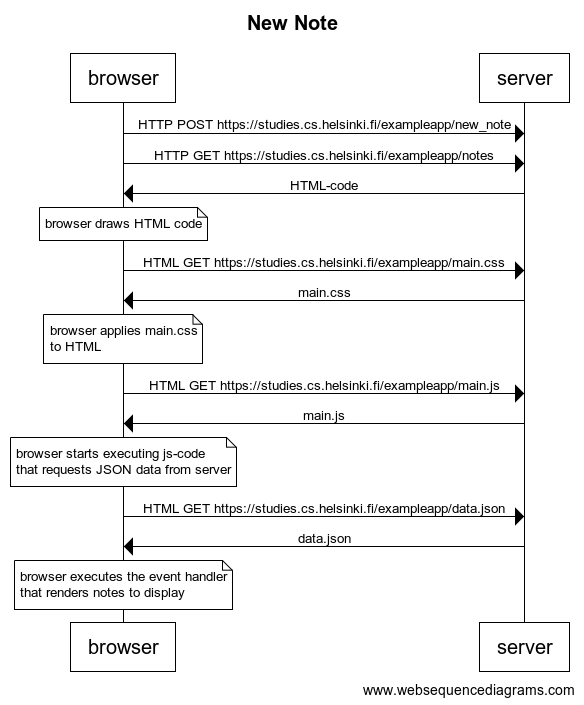 New Note
browser
server
HTTP POST https://studies.cs.helsinki.fi/exampleapp/new_note
HTTP GET https://studies.cs.helsinki.fi/exampleapp/notes
HTML-code
browser draws HTML code
HTML GET https://studies.cs.helsinki.fi/exampleapp/main.css
main.css
browser applies main.css
to HTML
HTML GET https://studies.cs.helsinki.fi/exampleapp/main.js
main.js
browser starts executing js-code
that requests JSON data from server
HTML GET https://studies.cs.helsinki.fi/exampleapp/data.json
data.json
browser executes the event handler
that renders notes to display
browser
server
www.websequencediagrams.com